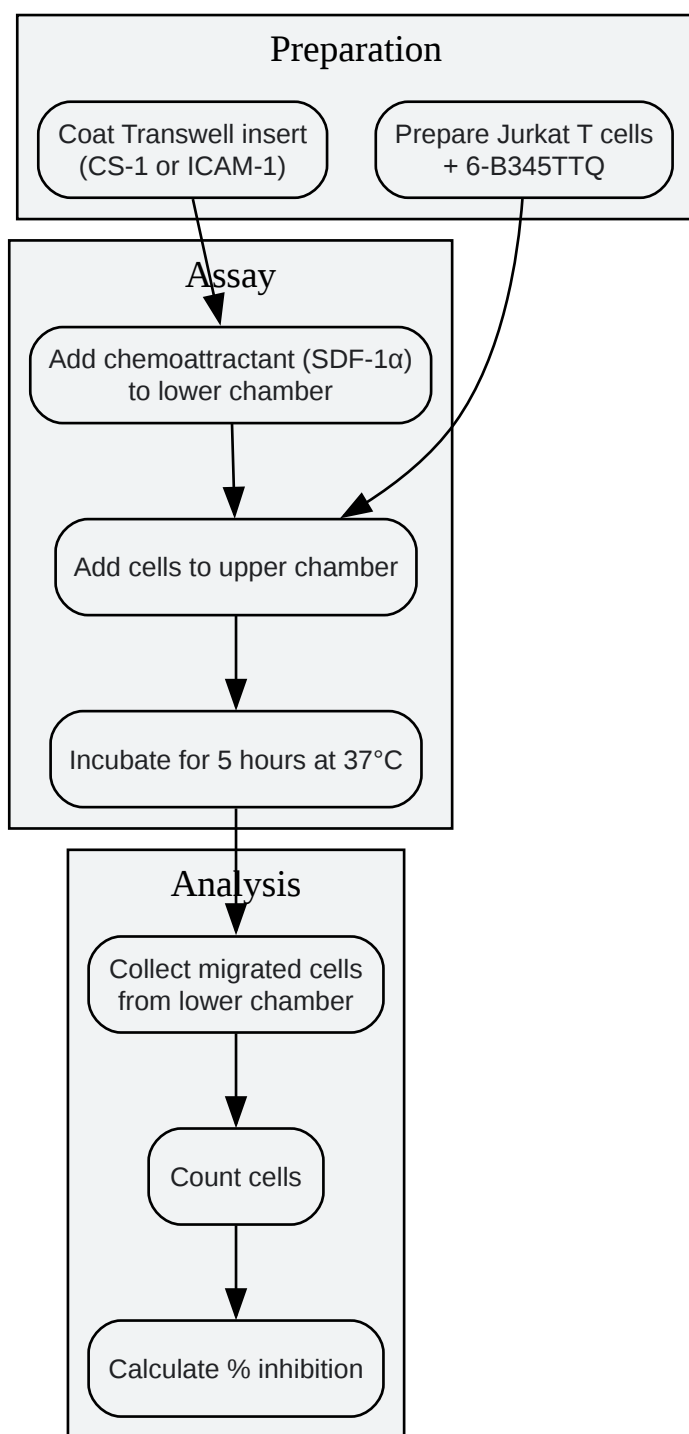 Preparation
Coat Transwell insert
(CS-1 or ICAM-1)
Prepare Jurkat T cells
+ 6-B345TTQ
Assay
Add chemoattractant (SDF-1α)
to lower chamber
Add cells to upper chamber
Incubate for 5 hours at 37°C
Analysis
Collect migrated cells
from lower chamber
Count cells
Calculate % inhibition